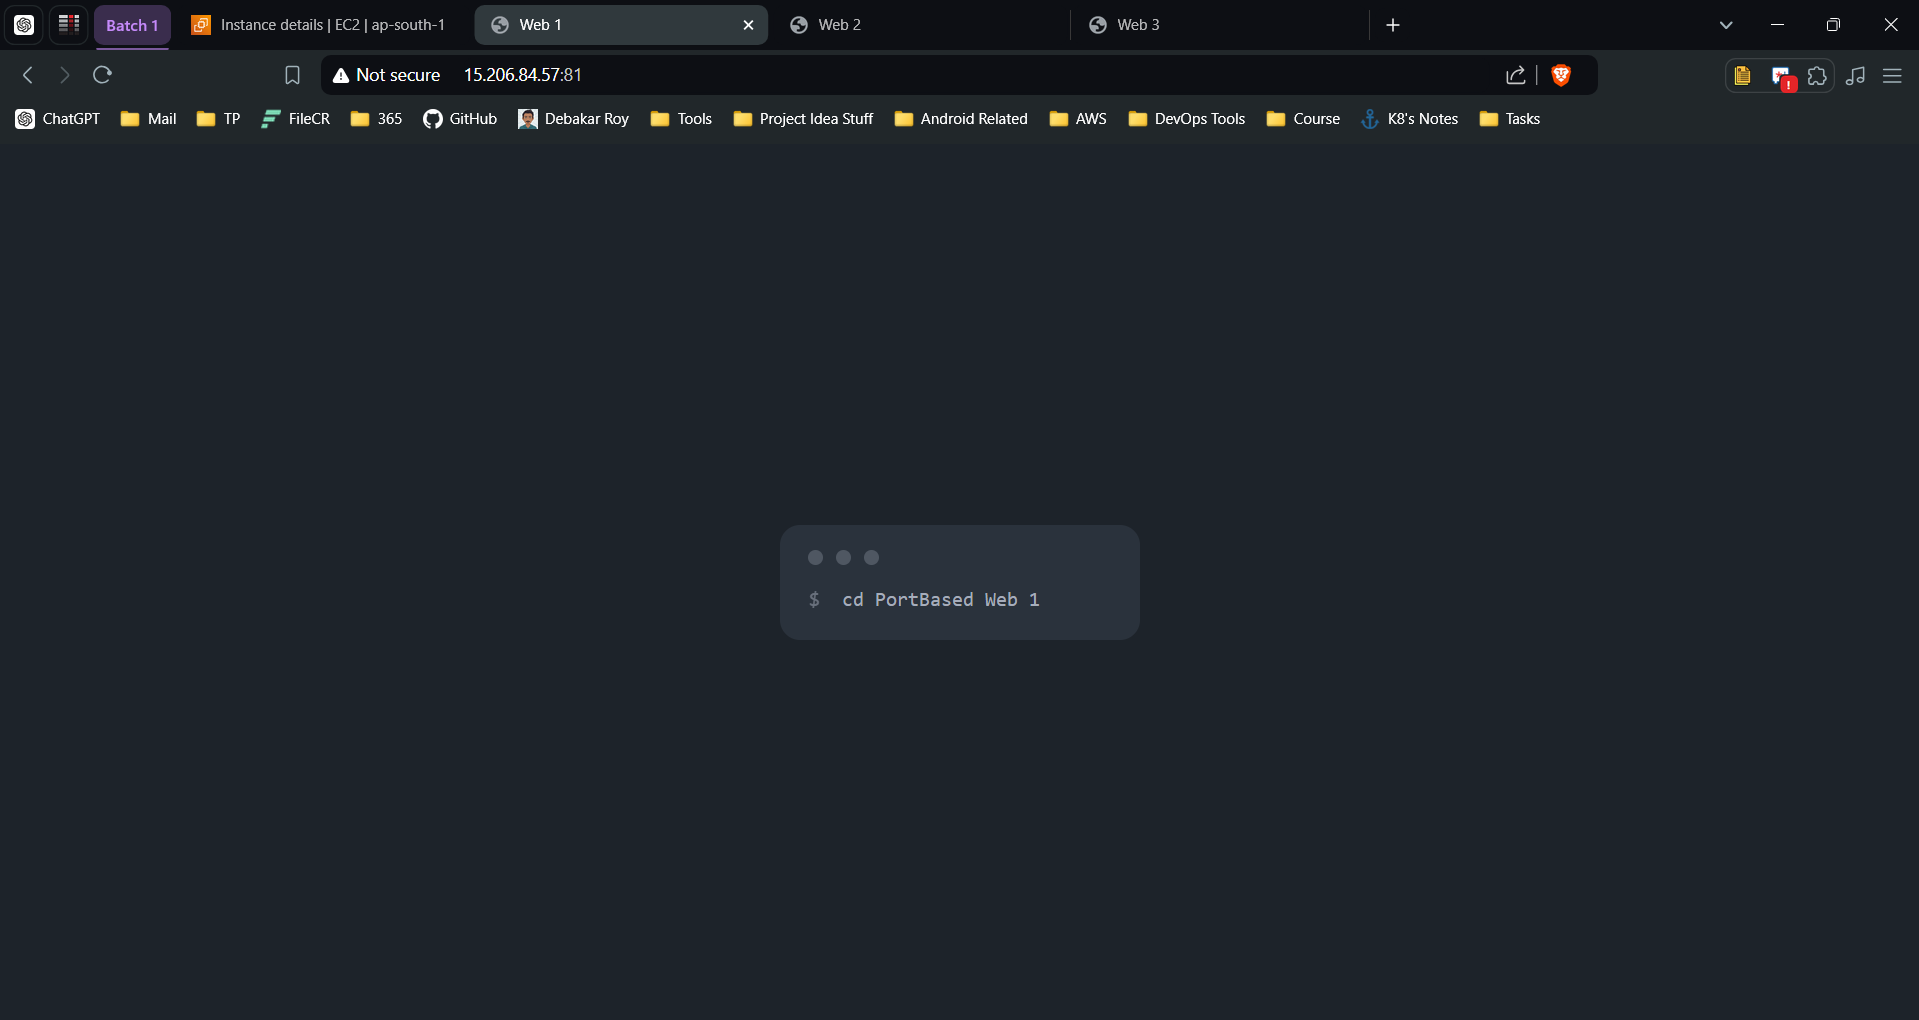 Batch 1
Instance details | EC2 | ap-south-1
Web 1
Web 2
Web 3
Not secure 15.206.84.57:81
ChatGPT Mail TP FileCR 365 GitHub Debakar Roy Tools Project Idea Stuff Android Related AWS DevOps Tools Course K8's Notes Tasks
$ cd PortBased Web 1